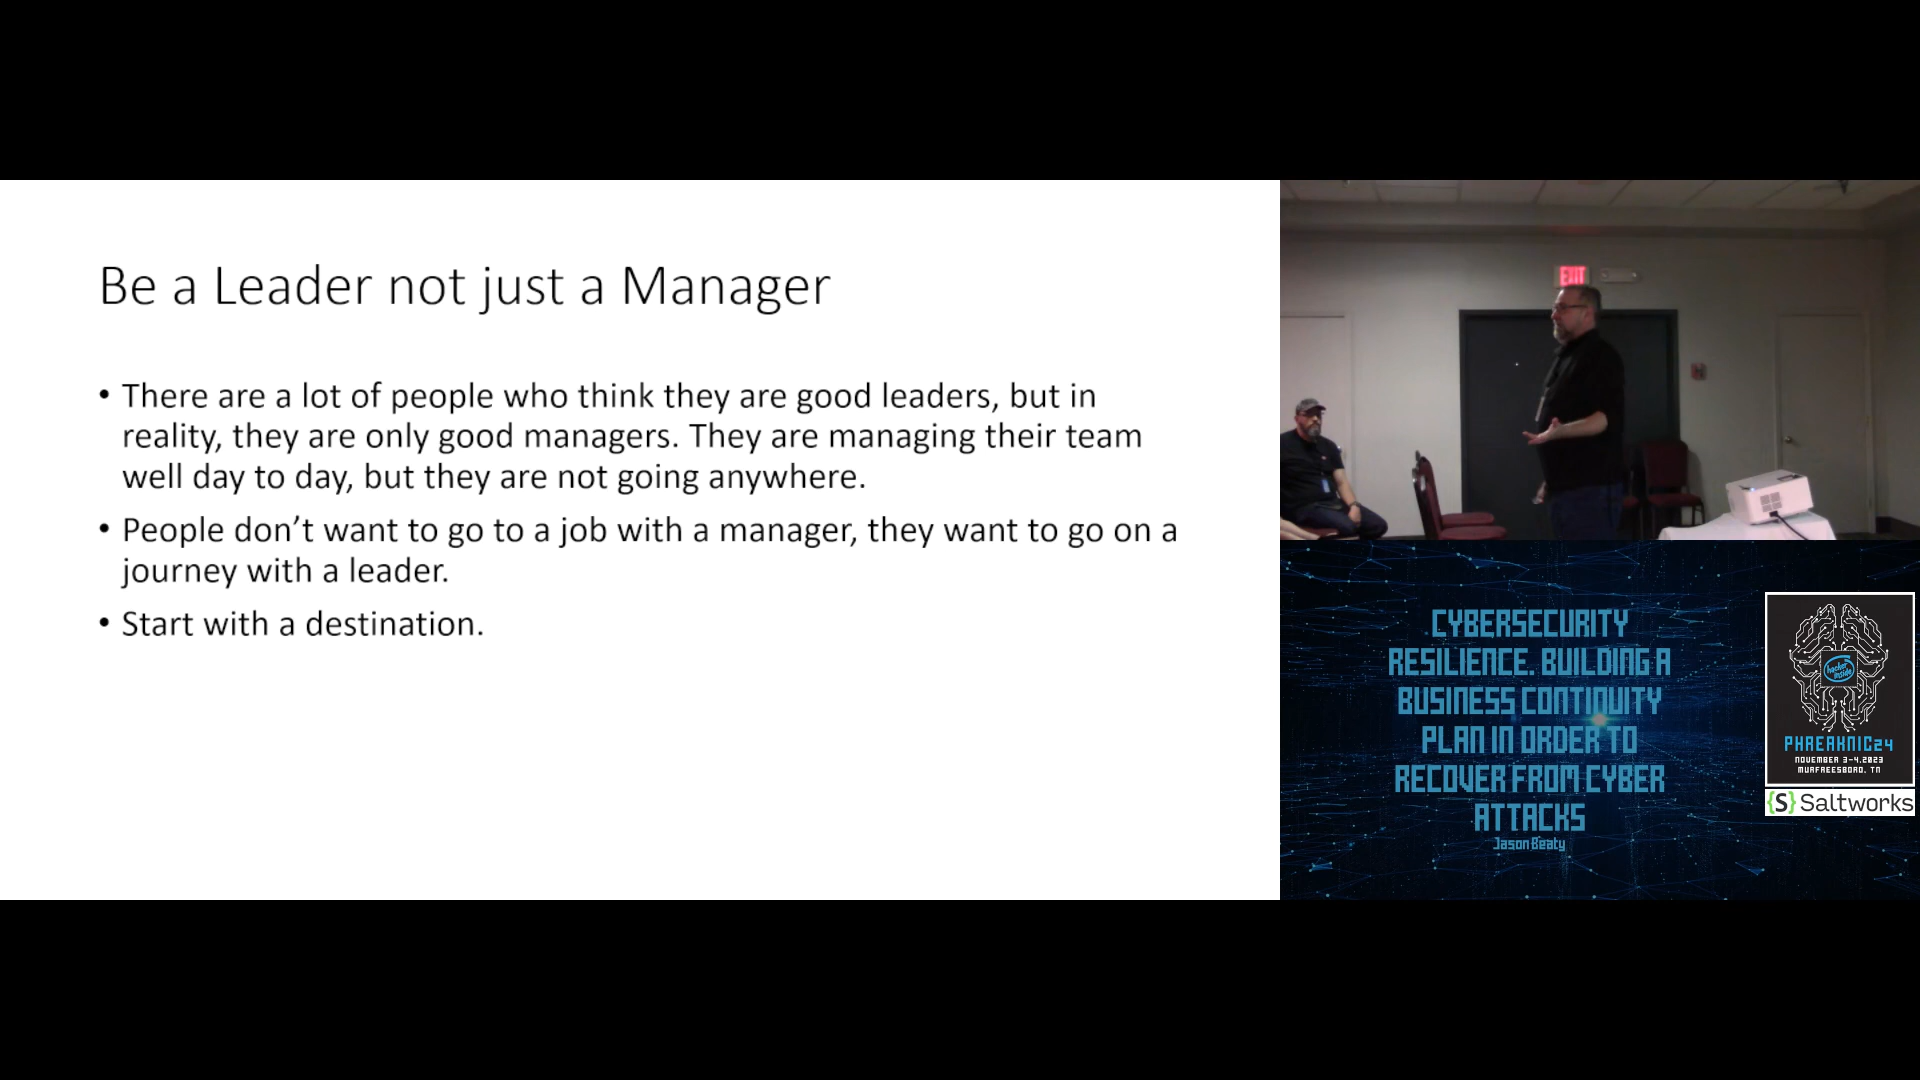 Be a Leader not just a Manager
• There are a lot of people who think they are good leaders, but in
reality, they are only good managers. They are managing their team
well day to day, but they are not going anywhere.
• People don’t want to go to a job with a manager, they want to go on a
journey with a leader.
• Start with a destination.
EXIT
CYBERSECURITY
RESILIENCE. BUILDING A
BUSINESS CONTINUITY
PLAN IN ORDER TO
RECOVER FROM CYBER
ATTACKS
Jason Beaty
hacker
inside
PHREAKNIC24
NOVEMBER 3-4.2023
MURFREESBORO, TN
{S} Saltworks